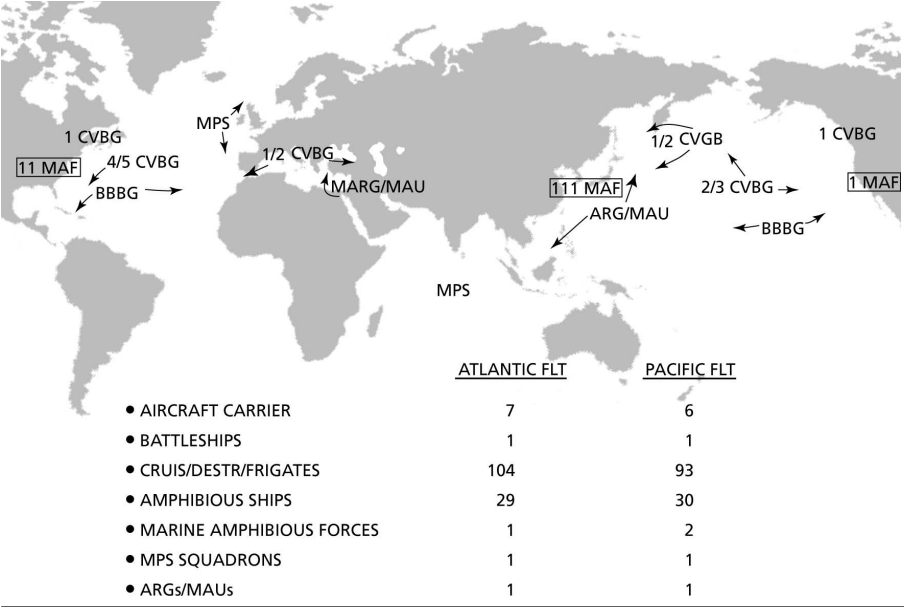 1 CVBG
11 MAF
4/5 CVBG
BBBG
MPS
1/2 CVBG
MARG/MAU
111 MAF
ARG/MAU
1/2 CVGB
2/3 CVBG
BBBG
1 CVBG
1 MAF
MPS
ATLANTIC FLT PACIFIC FLT
• AIRCRAFT CARRIER 7 6
• BATTLESHIPS 1 1
• CRUIS/DESTR/FRIGATES 104 93
• AMPHIBIOUS SHIPS 29 30
• MARINE AMPHIBIOUS FORCES 1 2
• MPS SQUADRONS 1 1
• ARGs/MAUs 1 1